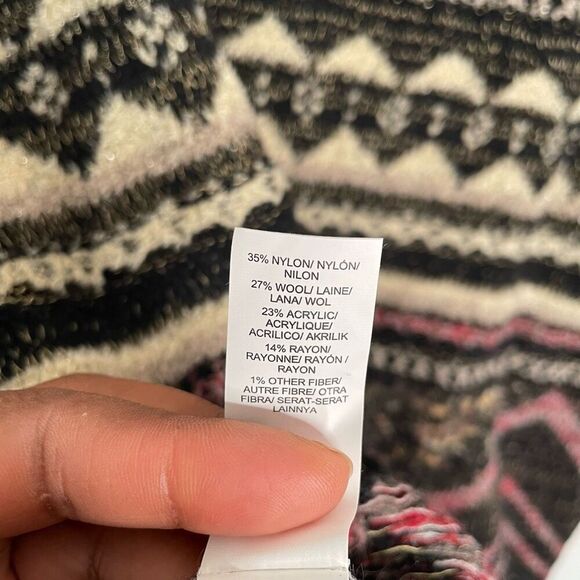 35% NYLON/ NYLÓN/
NILON
27% WOOL/ LAINE/
LANA/ WOL
23% ACRYLIC/
ACRYLIQUE/
ACRÍLICO/ AKRILIK
14% RAYON/
RAYONNE/ RAYÓN /
RAYON
1% OTHER FIBER/
AUTRE FIBRE/ OTRA
FIBRA/ SERAT-SERAT
LAINNYA